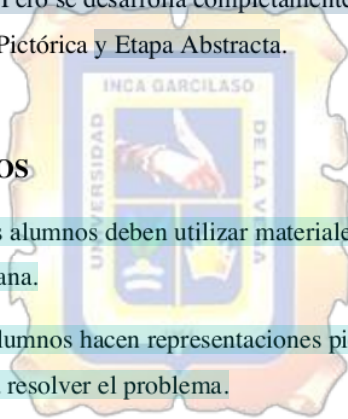 Pero se desarrolla completamente
Pictórica y Etapa Abstracta.
INCA GARCILASO
UNIVERSIDAD
DE LA VEGA
OS
s alumnos deben utilizar materiale
ana.
lumnos hacen representaciones pi
resolver el problema.